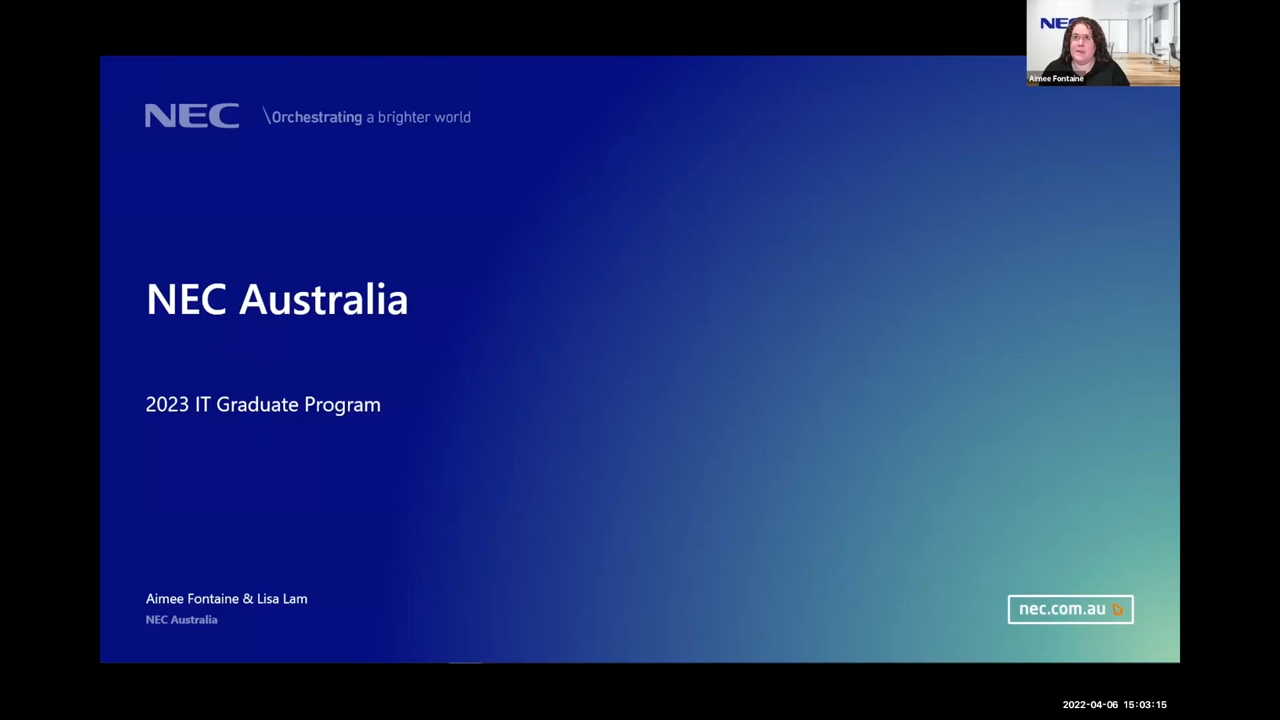 NEC \Orchestrating a brighter world
NEC
Aimee Fontaine
NEC Australia
2023 IT Graduate Program
Aimee Fontaine & Lisa Lam
NEC Australia
nec.com.au
2022-04-06 15:03:15